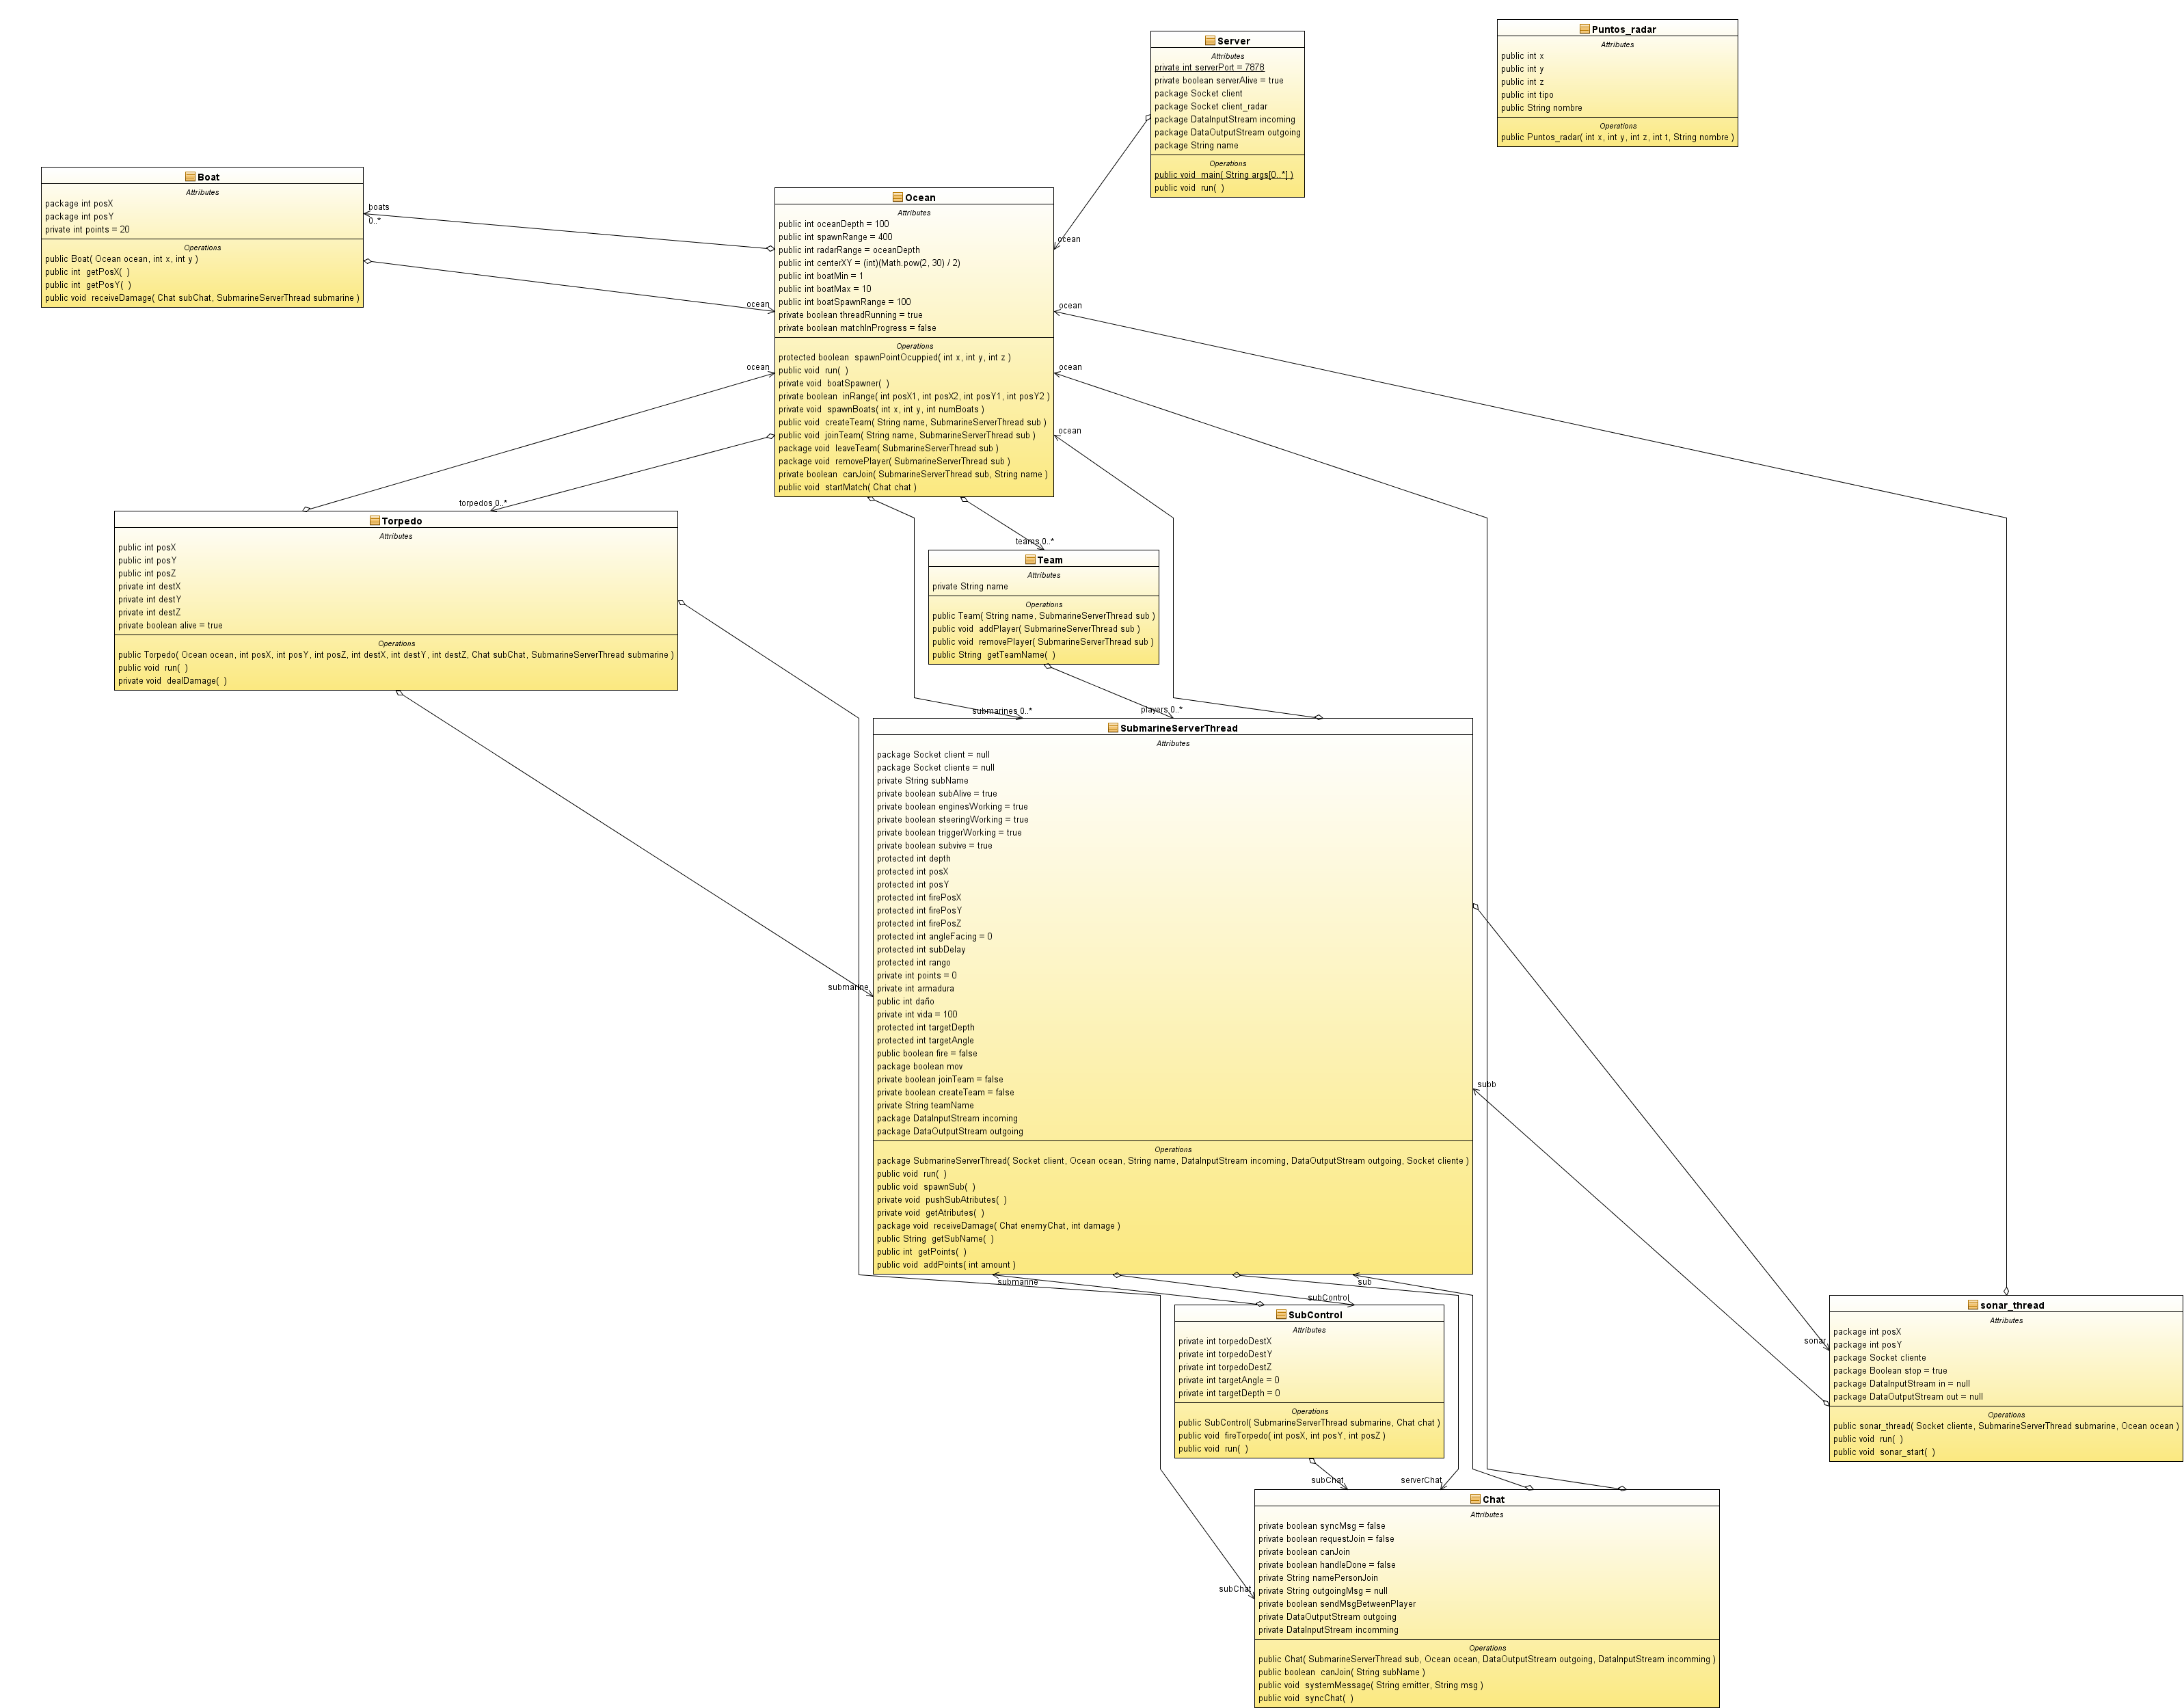 Server
Attributes
private int serverPort = 7878
private boolean serverAlive = true
package Socket client
package Socket client_radar
package DataInputStream incoming
package DataOutputStream outgoing
package String name
Operations
public void  main( String args[0..*] )
public void  run(  )
Puntos_radar
Attributes
public int x
public int y
public int z
public int tipo
public String nombre
Operations
public Puntos_radar( int x, int y, int z, int t, String nombre )
Boat
Attributes
package int posX
package int posY
private int points = 20
Operations
public Boat( Ocean ocean, int x, int y )
public int  getPosX(  )
public int  getPosY(  )
public void  receiveDamage( Chat subChat, SubmarineServerThread submarine )
boats
0..*
ocean
Ocean
Attributes
public int oceanDepth = 100
public int spawnRange = 400
public int radarRange = oceanDepth
public int centerXY = (int)(Math.pow(2, 30) / 2)
public int boatMin = 1
public int boatMax = 10
public int boatSpawnRange = 100
private boolean threadRunning = true
private boolean matchInProgress = false
Operations
protected boolean  spawnPointOcuppied( int x, int y, int z )
public void  run(  )
private void  boatSpawner(  )
private boolean  inRange( int posX1, int posX2, int posY1, int posY2 )
private void  spawnBoats( int x, int y, int numBoats )
public void  createTeam( String name, SubmarineServerThread sub )
public void  joinTeam( String name, SubmarineServerThread sub )
package void  leaveTeam( SubmarineServerThread sub )
package void  removePlayer( SubmarineServerThread sub )
private boolean  canJoin( SubmarineServerThread sub, String name )
public void  startMatch( Chat chat )
ocean
ocean
ocean
ocean
ocean
torpedos 0..*
Torpedo
Attributes
public int posX
public int posY
public int posZ
private int destX
private int destY
private int destZ
private boolean alive = true
Operations
public Torpedo( Ocean ocean, int posX, int posY, int posZ, int destX, int destY, int destZ, Chat subChat, SubmarineServerThread submarine )
public void  run(  )
private void  dealDamage(  )
teams 0..*
Team
Attributes
private String name
Operations
public Team( String name, SubmarineServerThread sub )
public void  addPlayer( SubmarineServerThread sub )
public void  removePlayer( SubmarineServerThread sub )
public String  getTeamName(  )
submarines 0..*
players 0..*
SubmarineServerThread
Attributes
package Socket client = null
package Socket cliente = null
private String subName
private boolean subAlive = true
private boolean enginesWorking = true
private boolean steeringWorking = true
private boolean triggerWorking = true
private boolean subvive = true
protected int depth
protected int posX
protected int posY
protected int firePosX
protected int firePosY
protected int firePosZ
protected int angleFacing = 0
protected int subDelay
protected int rango
private int points = 0
private int armadura
public int daño
private int vida = 100
protected int targetDepth
protected int targetAngle
public boolean fire = false
package boolean mov
private boolean joinTeam = false
private boolean createTeam = false
private String teamName
package DataInputStream incoming
package DataOutputStream outgoing
Operations
package SubmarineServerThread( Socket client, Ocean ocean, String name, DataInputStream incoming, DataOutputStream outgoing, Socket cliente )
public void  run(  )
public void  spawnSub(  )
private void  pushSubAtributes(  )
private void  getAtributes(  )
package void  receiveDamage( Chat enemyChat, int damage )
public String  getSubName(  )
public int  getPoints(  )
public void  addPoints( int amount )
submarine
subb
submarine
subControl
sub
sonar
SubControl
Attributes
private int torpedoDestX
private int torpedoDestY
private int torpedoDestZ
private int targetAngle = 0
private int targetDepth = 0
Operations
public SubControl( SubmarineServerThread submarine, Chat chat )
public void  fireTorpedo( int posX, int posY, int posZ )
public void  run(  )
sonar_thread
Attributes
package int posX
package int posY
package Socket cliente
package Boolean stop = true
package DataInputStream in = null
package DataOutputStream out = null
Operations
public sonar_thread( Socket cliente, SubmarineServerThread submarine, Ocean ocean )
public void  run(  )
public void  sonar_start(  )
subChat
serverChat
subChat
Chat
Attributes
private boolean syncMsg = false
private boolean requestJoin = false
private boolean canJoin
private boolean handleDone = false
private String namePersonJoin
private String outgoingMsg = null
private boolean sendMsgBetweenPlayer
private DataOutputStream outgoing
private DataInputStream incomming
Operations
public Chat( SubmarineServerThread sub, Ocean ocean, DataOutputStream outgoing, DataInputStream incomming )
public boolean  canJoin( String subName )
public void  systemMessage( String emitter, String msg )
public void  syncChat(  )